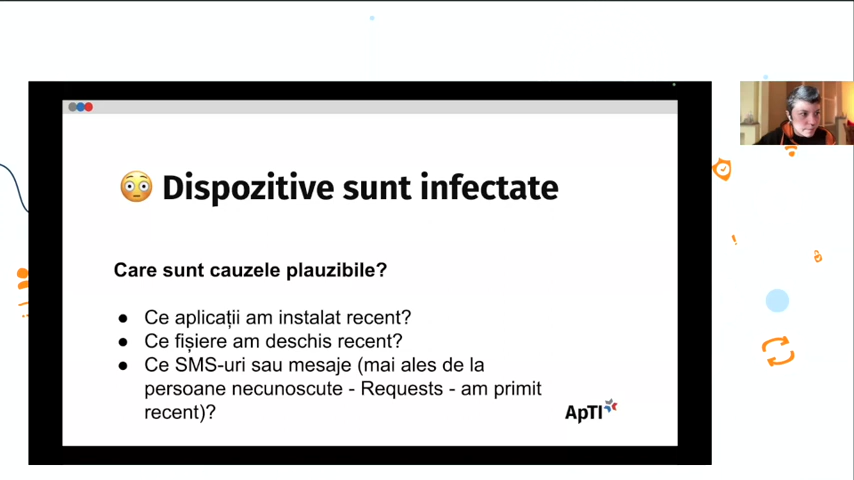 😳 Dispozitive sunt infectate
Care sunt cauzele plauzibile?
● Ce aplicații am instalat recent?
● Ce fișiere am deschis recent?
● Ce SMS-uri sau mesaje (mai ales de la
persoane necunoscute - Requests - am primit
recent)?
ApTI